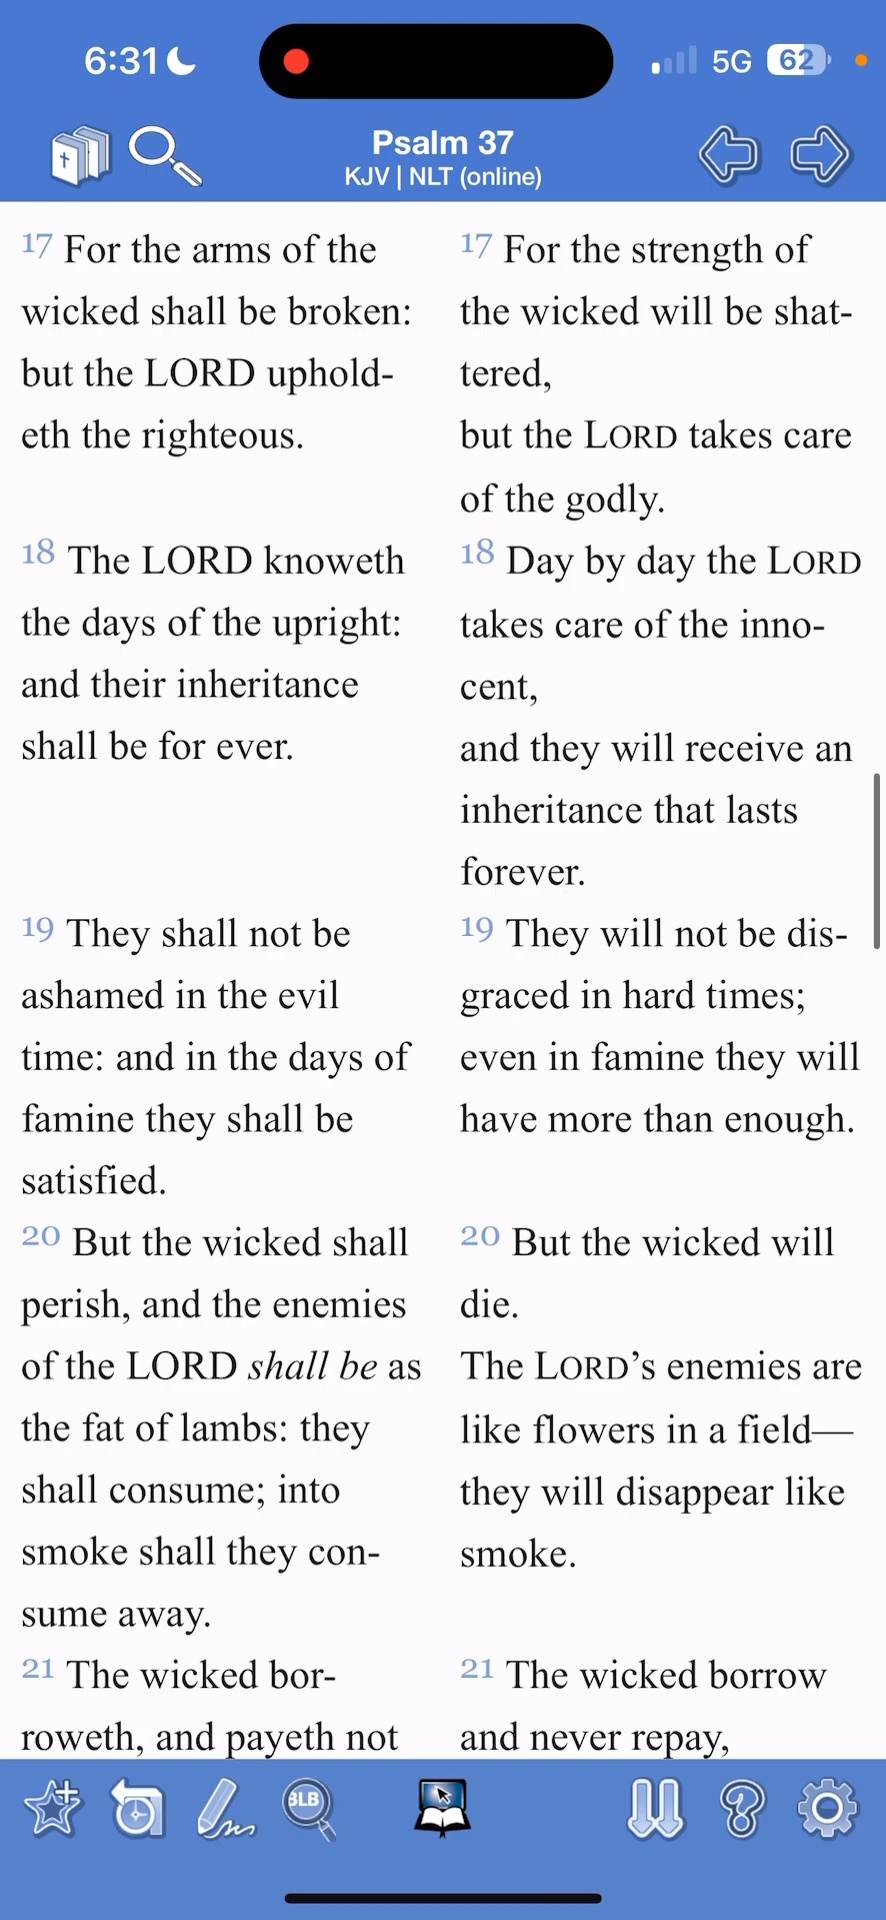 6:31
5G
62
Psalm 37
KJV | NLT (online)
17 For the arms of the
wicked shall be broken:
but the LORD uphold-
eth the righteous.
17 For the strength of
the wicked will be shat-
tered,
but the LORD takes care
of the godly.
18 The LORD knoweth
the days of the upright:
and their inheritance
shall be for ever.
18 Day by day the LORD
takes care of the inno-
cent,
and they will receive an
inheritance that lasts
forever.
19 They shall not be
ashamed in the evil
time: and in the days of
famine they shall be
satisfied.
19 They will not be dis-
graced in hard times;
even in famine they will
have more than enough.
20 But the wicked shall
perish, and the enemies
of the LORD shall be as
the fat of lambs: they
shall consume; into
smoke shall they con-
sume away.
20 But the wicked will
die.
The LORD’s enemies are
like flowers in a field—
they will disappear like
smoke.
21 The wicked bor-
roweth, and payeth not
21 The wicked borrow
and never repay,
BLB